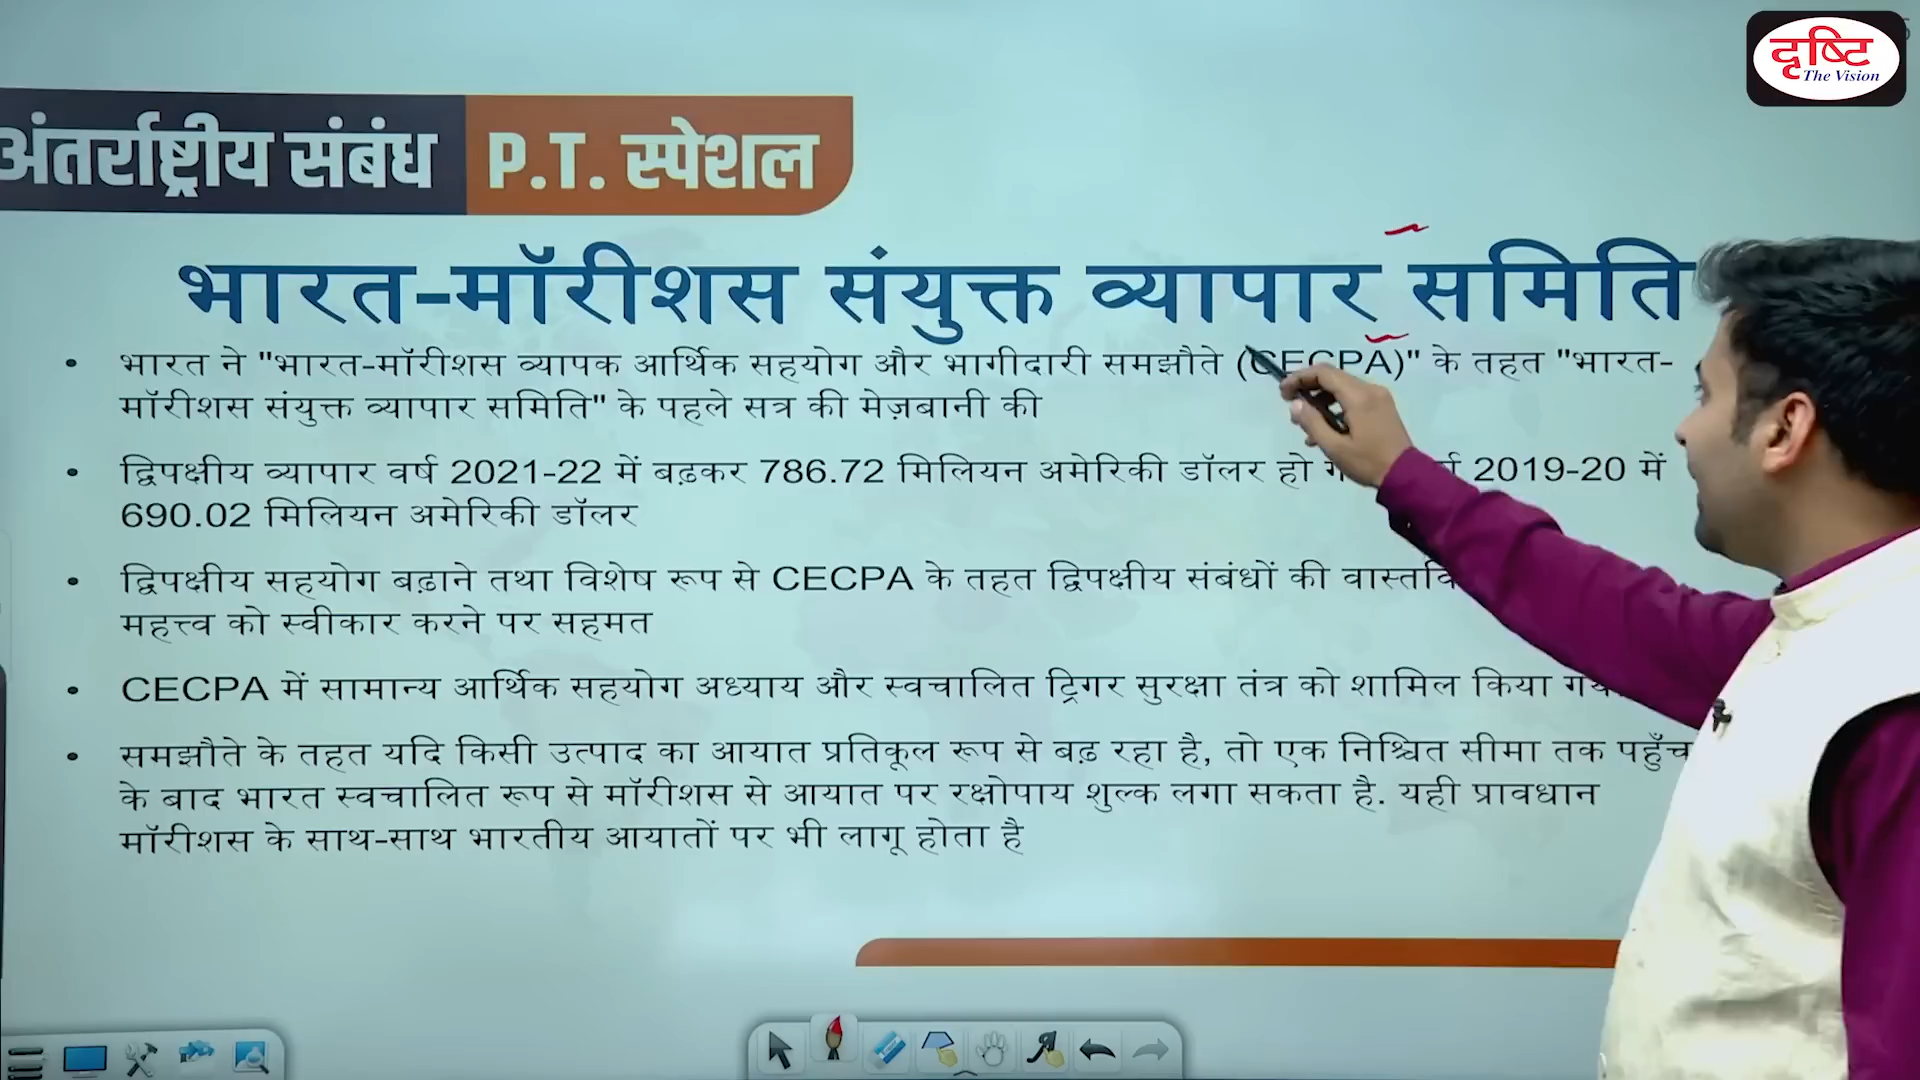 दृष्टि
The Vision
अंतर्राष्ट्रीय संबंध P.T. स्पेशल
भारत-मॉरीशस संयुक्त व्यापार समिति
• भारत ने "भारत-मॉरीशस व्यापक आर्थिक सहयोग और भागीदारी समझौते (CECPA)" के तहत "भारत-
मॉरीशस संयुक्त व्यापार समिति" के पहले सत्र की मेज़बानी की
• द्विपक्षीय व्यापार वर्ष 2021-22 में बढ़कर 786.72 मिलियन अमेरिकी डॉलर हो 2019-20 में
690.02 मिलियन अमेरिकी डॉलर
• द्विपक्षीय सहयोग बढ़ाने तथा विशेष रूप से CECPA के तहत द्विपक्षीय संबंधों की
महत्त्व को स्वीकार करने पर सहमत
• CECPA में सामान्य आर्थिक सहयोग अध्याय और स्वचालित ट्रिगर सुरक्षा तंत्र को शामिल किया
• समझौते के तहत यदि किसी उत्पाद का आयात प्रतिकूल रूप से बढ़ रहा है, तो एक निश्चित सीमा तक पहुँच
के बाद भारत स्वचालित रूप से मॉरीशस से आयात पर रक्षोपाय शुल्क लगा सकता है. यही प्रावधान
मॉरीशस के साथ-साथ भारतीय आयातों पर भी लागू होता है